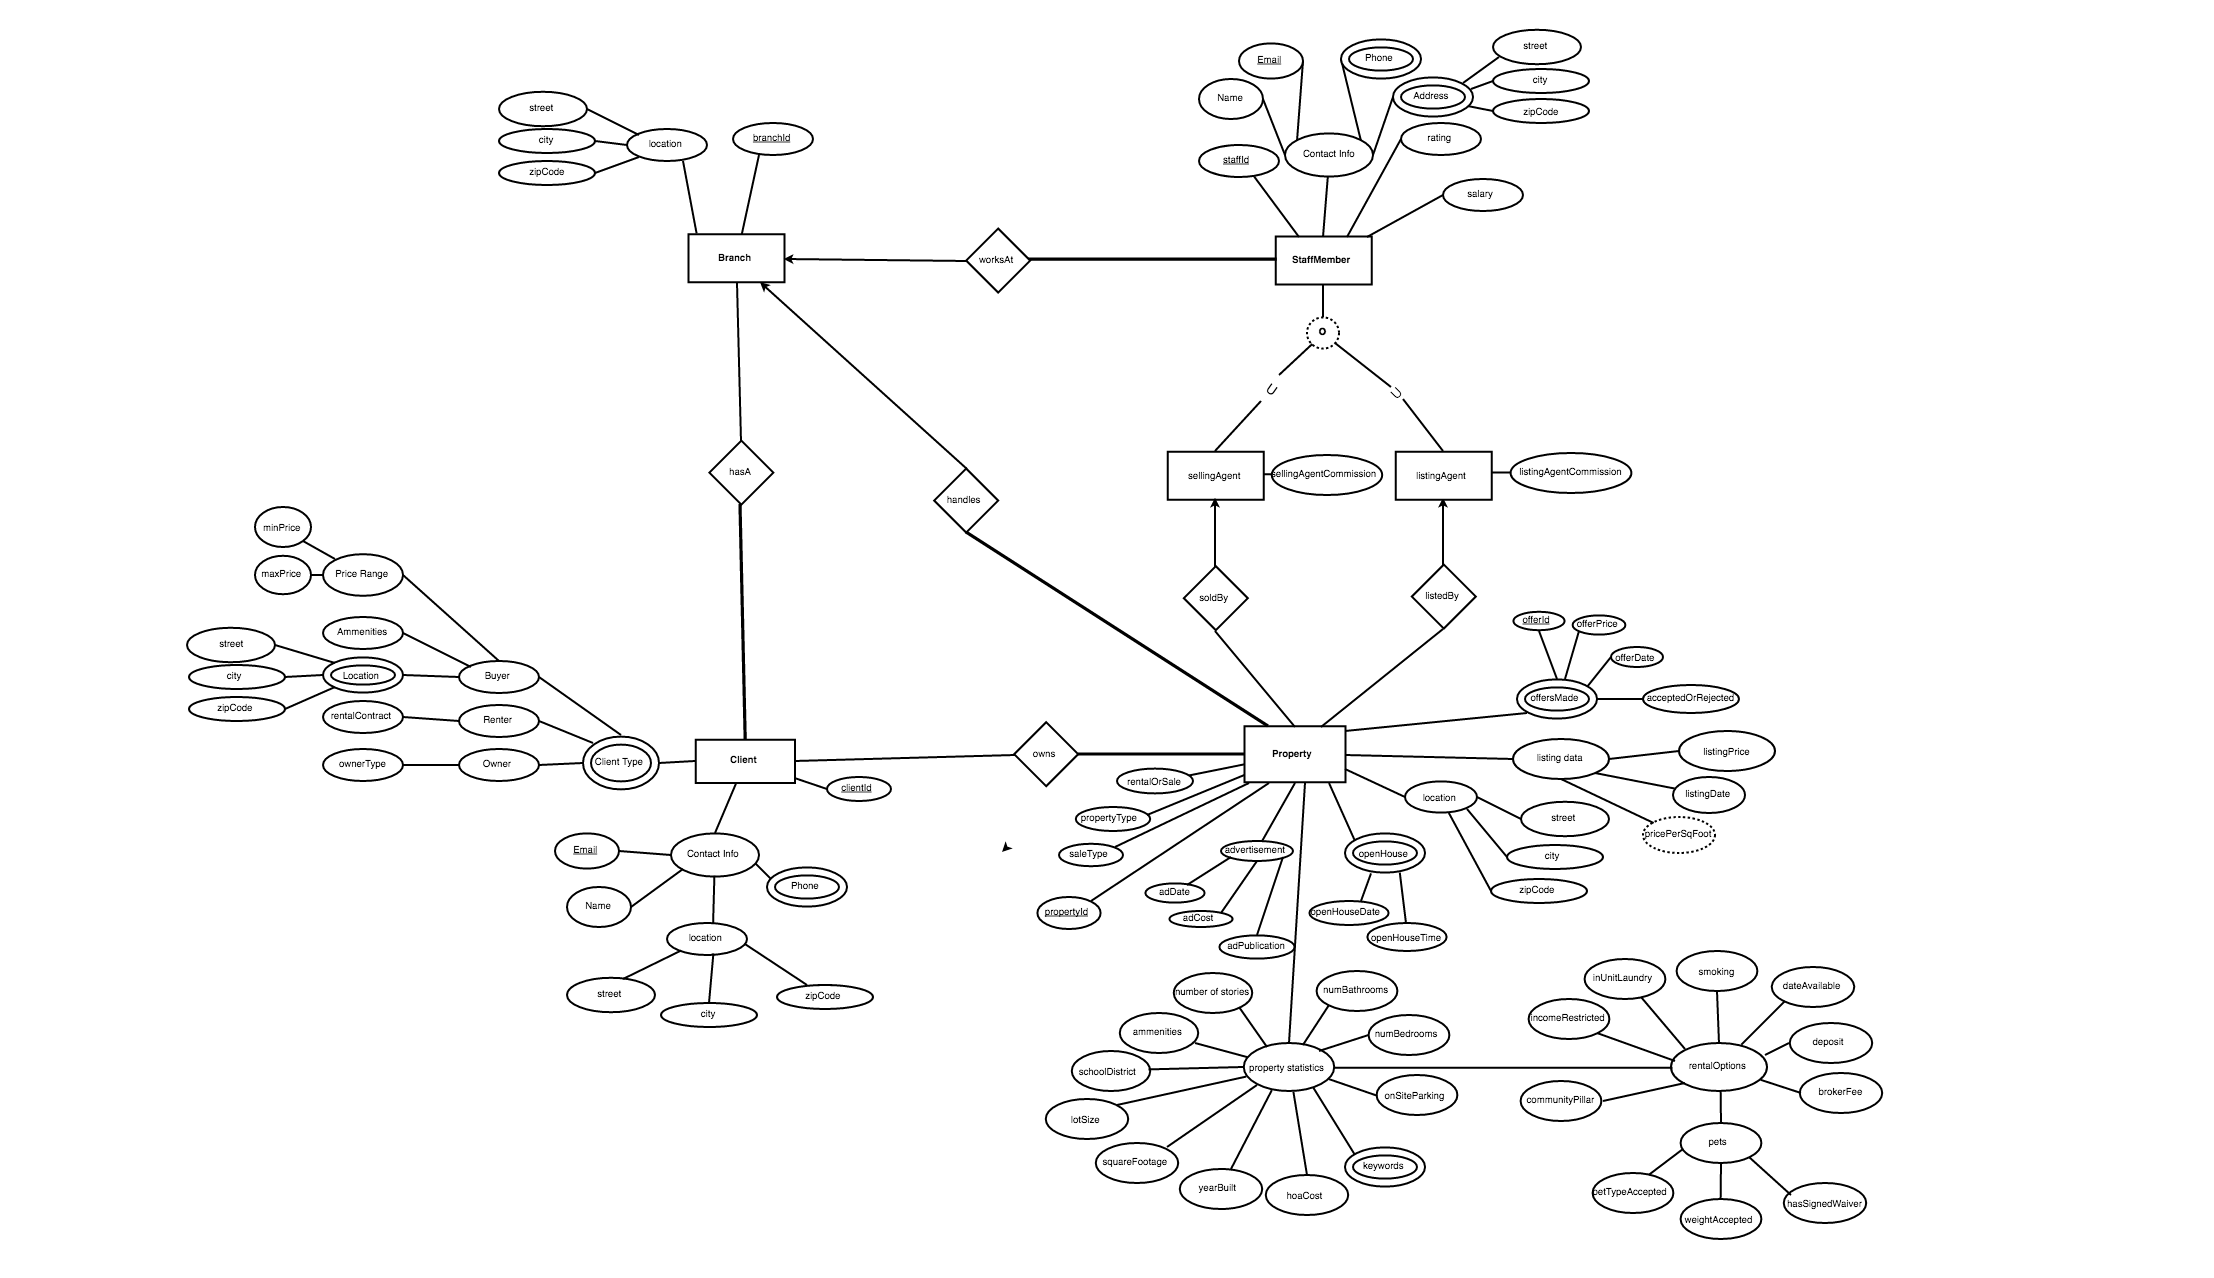 street
Email
Phone
city
Name
Address
street
zipCode
city
branchId
rating
location
Contact Info
zipCode
staffId
salary
Branch
worksAt
StaffMember
O
U
U
hasA
sellingAgent
sellingAgentCommission
listingAgent
listingAgentCommission
handles
minPrice
maxPrice
Price Range
soldBy
listedBy
offerId
offerPrice
Ammenities
street
offerDate
city
Location
Buyer
zipCode
rentalContract
Renter
offersMade
acceptedOrRejected
ownerType
Owner
Client Type
Client
owns
Property
listing data
listingPrice
clientId
rentalOrSale
location
listingDate
propertyType
street
pricePerSqFoot
Email
Contact Info
saleType
advertisement
openHouse
city
Phone
adDate
zipCode
Name
propertyId
adCost
openHouseDate
location
adPublication
openHouseTime
street
zipCode
city
number of stories
numBathrooms
inUnitLaundry
smoking
dateAvailable
ammenities
numBedrooms
incomeRestricted
deposit
schoolDistrict
property statistics
rentalOptions
onSiteParking
communityPillar
brokerFee
lotSize
pets
squareFootage
keywords
yearBuilt
hoaCost
petTypeAccepted
weightAccepted
hasSignedWaiver